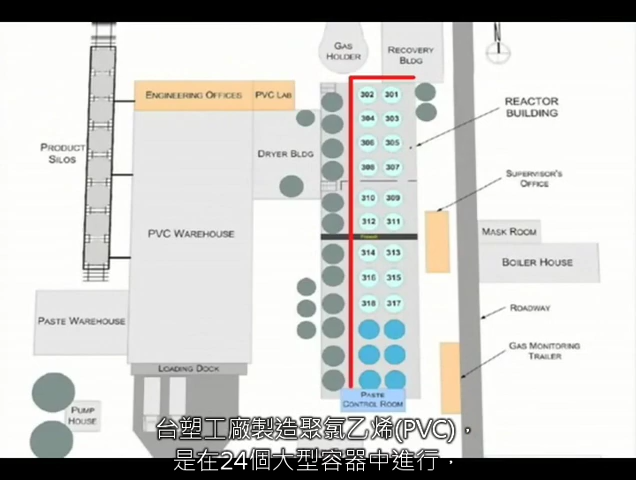 GAS
HOLDER
RECOVERY
BLDG
ENGINEERING OFFICES
PVC LAB
302 301
304 303
306 305
308 307
310 309
312 311
314 313
316 315
318 317
REACTOR
BUILDING
PRODUCT
SILOS
DRYER BLDG
SUPERVISOR'S
OFFICE
PVC WAREHOUSE
MASK ROOM
BOILER HOUSE
PASTE WAREHOUSE
ROADWAY
GAS MONITORING
TRAILER
LOADING DOCK
PASTE
CONTROL ROOM
PUMP
HOUSE
台塑工廠製造聚氯乙烯(PVC)，
是在24個大型容器中進行．